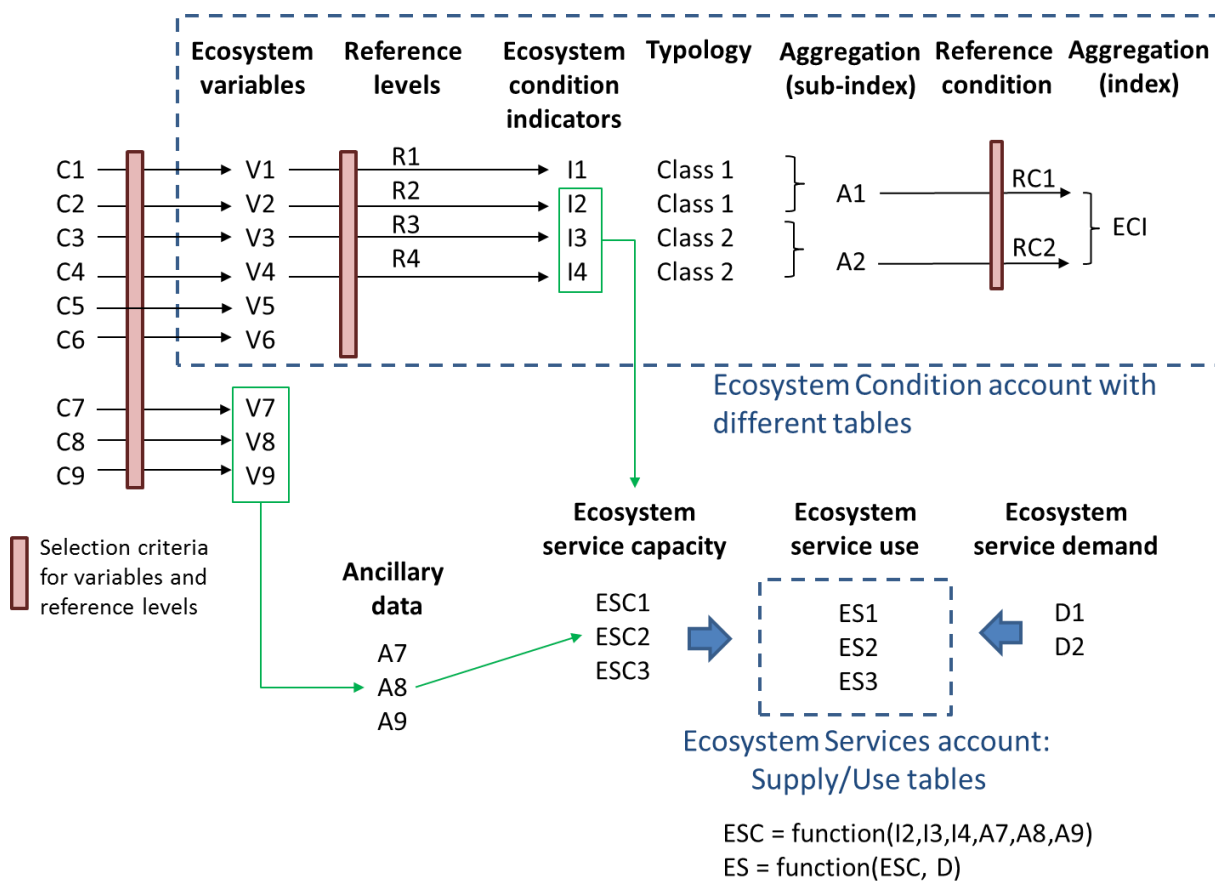 Ecosystem variables
Reference levels
Ecosystem condition indicators
Typology
Aggregation (sub-index)
Reference condition
Aggregation (index)
C1 V1 R1 I1 Class 1
C2 V2 R2 I2 Class 1
A1 RC1
C3 V3 R3 I3 Class 2
ECI
C4 V4 R4 I4 Class 2
A2 RC2
C5 V5
C6 V6
Ecosystem Condition account with
different tables
C7 V7
C8 V8
C9 V9
Selection criteria
for variables and
reference levels
Ancillary
data
A7
A8
A9
Ecosystem
service capacity
ESC1
ESC2
ESC3
Ecosystem
service use
ES1
ES2
ES3
Ecosystem
service demand
D1
D2
Ecosystem Services account:
Supply/Use tables
ESC = function(I2,I3,I4,A7,A8,A9)
ES = function(ESC, D)